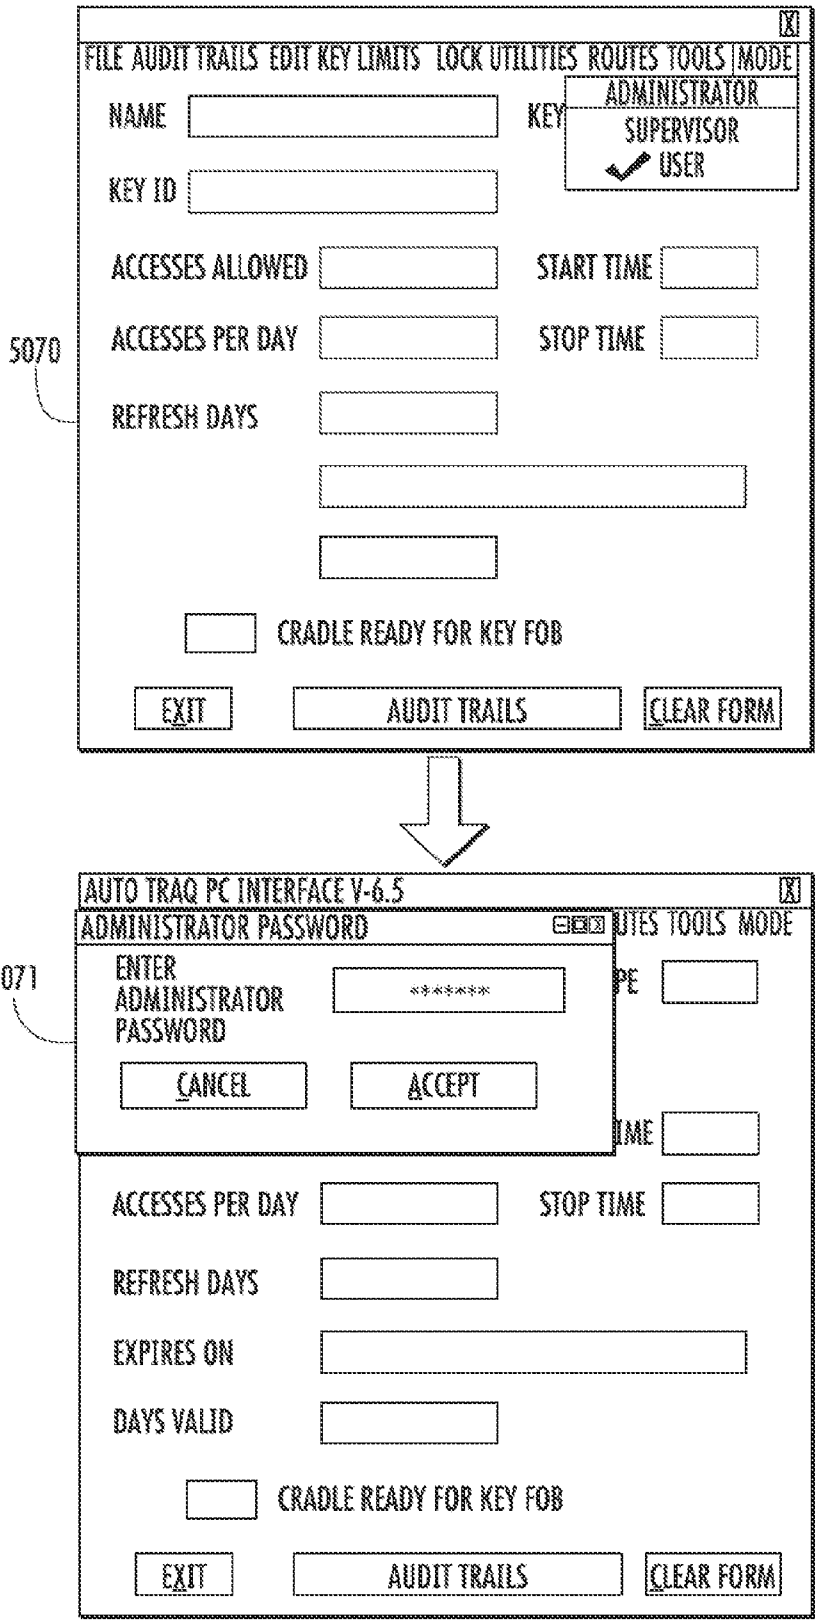 X
FILE AUDIT TRAILS EDIT KEY LIMITS LOCK UTILITIES ROUTES TOOLS MODE
ADMINISTRATOR
SUPERVISOR
USER
NAME
KEY
KEY ID
ACCESSES ALLOWED
START TIME
ACCESSES PER DAY
STOP TIME
5070
REFRESH DAYS
CRADLE READY FOR KEY FOB
EXIT
AUDIT TRAILS
CLEAR FORM
AUTO TRAQ PC INTERFACE V-6.5
X
ADMINISTRATOR PASSWORD
UTES TOOLS MODE
071
ENTER
ADMINISTRATOR
PASSWORD
*******
PE
CANCEL
ACCEPT
IME
ACCESSES PER DAY
STOP TIME
REFRESH DAYS
EXPIRES ON
DAYS VALID
CRADLE READY FOR KEY FOB
EXIT
AUDIT TRAILS
CLEAR FORM